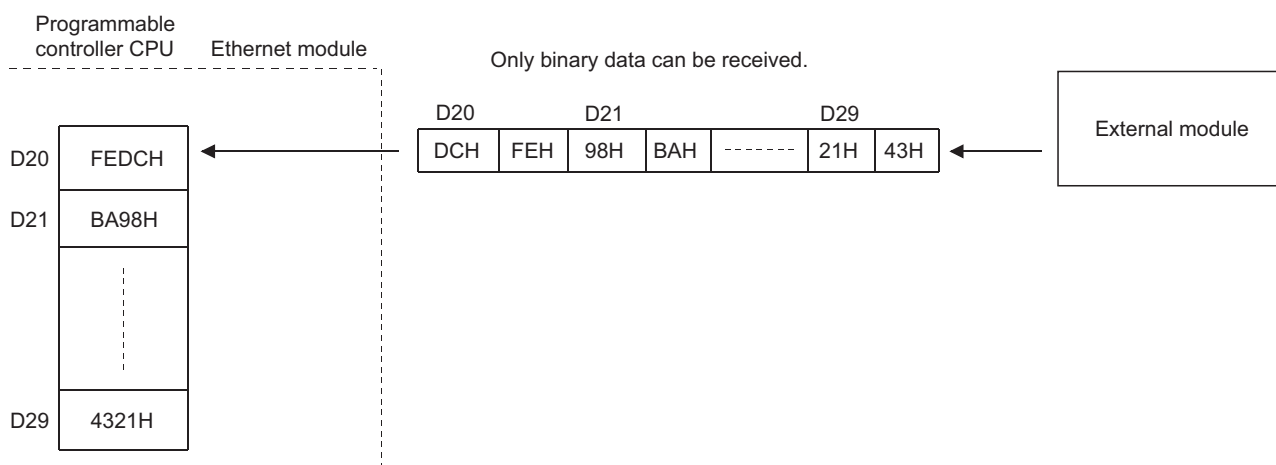 Programmable
controller CPU
Ethernet module
Only binary data can be received.
D20 D21 D29
DCH FEH 98H BAH 21H 43H
External module
D20 FEDCH
D21 BA98H
D29 4321H